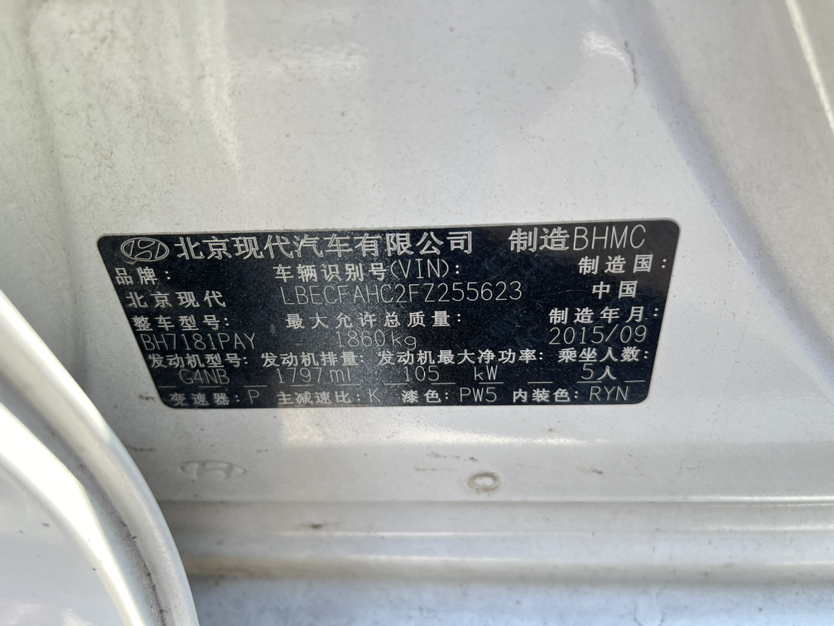 北京现代汽车有限公司 制造BHMC
品牌: 车辆识别号(VIN): 制造国:
北京现代 LBECFAHC2FZ255623 中国
整车型号: 最大允许总质量: 制造年月:
BH7181PAY 1860kg 2015/09
发动机型号: 发动机排量: 发动机最大净功率: 乘坐人数:
G4NB 1797ml 105 kW 5人
变速器: P 主减速比: K 漆色: PW5 内装色: RYN